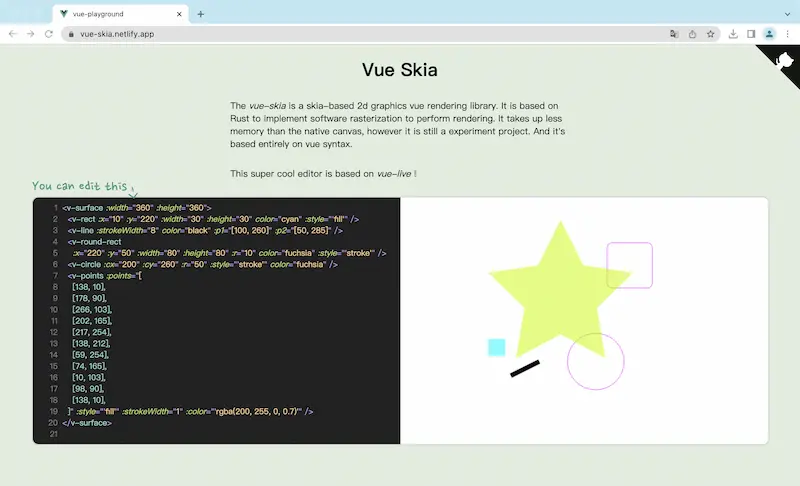 vue-playground
vue-skia.netlify.app
Vue Skia
The vue-skia is a skia-based 2d graphics vue rendering library. It is based on
Rust to implement software rasterization to perform rendering. It takes up less
memory than the native canvas, however it is still a experiment project. And it's
based entirely on vue syntax.
This super cool editor is based on vue-live !
You can edit this
1 <v-surface :width="360" :height="360">
2 <v-rect :x="10" :y="220" :width="30" :height="30" color="cyan" :style="'fill'" />
3 <v-line :strokeWidth="8" color="black" :p1="[100, 260]" :p2="[50, 285]" />
4 <v-round-rect
5 :x="220" :y="50" :width="80" :height="80" :r="10" color="fuchsia" :style="'stroke'" />
6 <v-circle :cx="200" :cy="260" :r="50" :style="'stroke'" color="fuchsia" />
7 <v-points :points="[
8 [138, 10],
9 [178, 90],
10 [266, 103],
11 [202, 165],
12 [217, 254],
13 [138, 212],
14 [59, 254],
15 [74, 165],
16 [10, 103],
17 [98, 90],
18 [138, 10],
19 ]" :style="'fill'" :strokeWidth="1" :color="'rgba(200, 255, 0, 0.7)'" />
20 </v-surface>
21